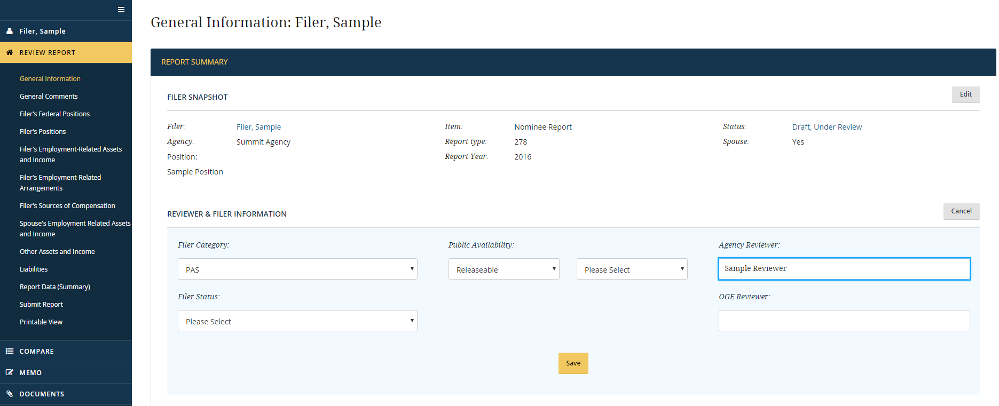 Filer, Sample
REVIEW REPORT
General Information
General Comments
Filer's Federal Positions
Filer's Positions
Filer's Employment-Related Assets
and Income
Filer's Employment-Related
Arrangements
Filer's Sources of Compensation
Spouse's Employment Related Assets
and Income
Other Assets and Income
Liabilities
Report Data (Summary)
Submit Report
Printable View
COMPARE
MEMO
DOCUMENTS
General Information: Filer, Sample
REPORT SUMMARY
FILER SNAPSHOT
Edit
Filer: Filer, Sample
Agency: Summit Agency
Position:
Sample Position
Item: Nominee Report
Report type: 278
Report Year: 2016
Status: Draft, Under Review
Spouse: Yes
REVIEWER & FILER INFORMATION
Cancel
Filer Category:
PAS
Filer Status:
Please Select
Public Availability:
Releaseable Please Select
Agency Reviewer:
Sample Reviewer
OGE Reviewer:
Save